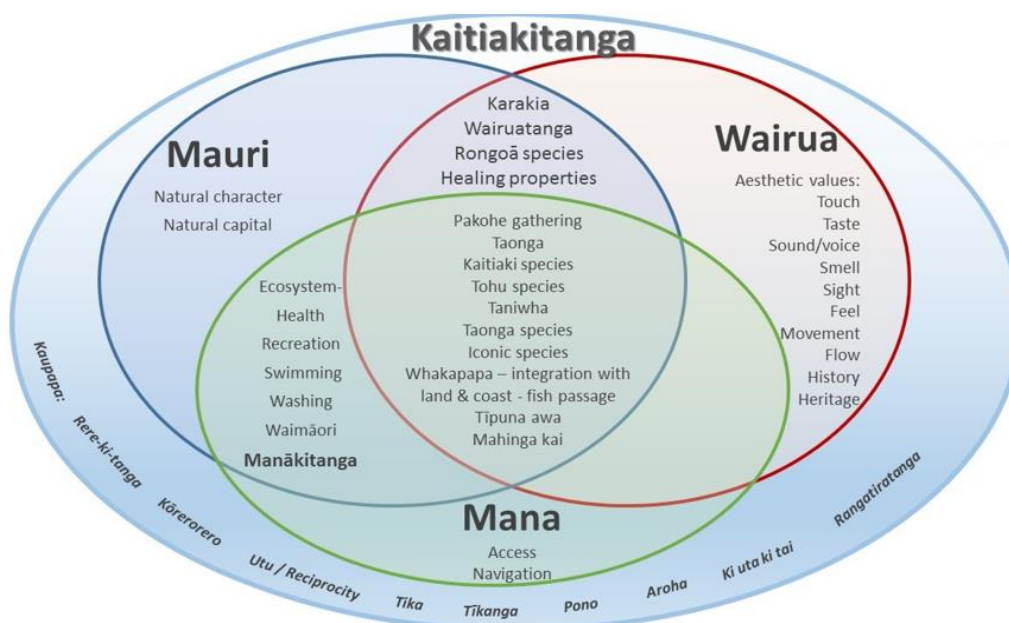 Kaitiakitanga
Mauri
Natural character
Natural capital
Karakia
Wairuatanga
Rongoā species
Healing properties
Wairua
Aesthetic values:
Touch
Taste
Sound/voice
Smell
Sight
Feel
Movement
Flow
History
Heritage
Ecosystem-
Health
Recreation
Swimming
Washing
Waimāori
Manākitanga
Pakohe gathering
Taonga
Kaitiaki species
Tohu species
Taniwha
Taonga species
Iconic species
Whakapapa – integration with
land & coast - fish passage
Tīpuna awa
Mahinga kai
Mana
Access
Navigation
Kaupapa:
Rere-ki-tanga
Kōrerorero
Utu / Reciprocity
Tika
Tīkanga
Pono
Aroha
Ki uta ki tai
Rangatiratanga